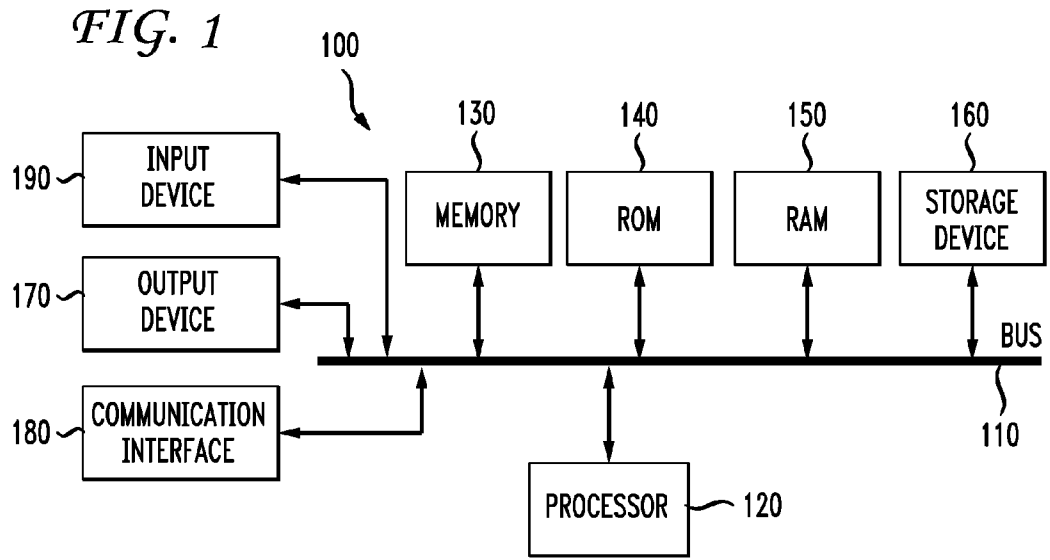 FIG. 1
100
130
140
150
160
190
INPUT
DEVICE
MEMORY
ROM
RAM
STORAGE
DEVICE
170
OUTPUT
DEVICE
BUS
180
COMMUNICATION
INTERFACE
110
PROCESSOR
120